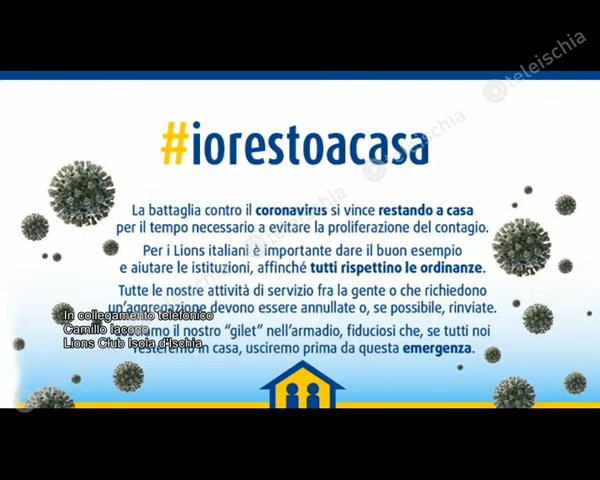 teleischia
#iorestoacasa
teleischia
La battaglia contro il coronavirus si vince restando a casa
per il tempo necessario a evitare la proliferazione del contagio.
teleischia
Per i Lions italiani è importante dare il buon esempio
e aiutare le istituzioni, affinché tutti rispettino le ordinanze.
Tutte le nostre attività di servizio fra la gente o che richiedono
un'aggregazione devono essere annullate o, se possibile, rinviate.
In collegamento telefonico
Camillo Iacono
Lions Club Isola d'Ischia
il nostro "gilet" nell'armadio, fiduciosi che, se tutti noi
resteremo in casa, usciremo prima da questa emergenza.